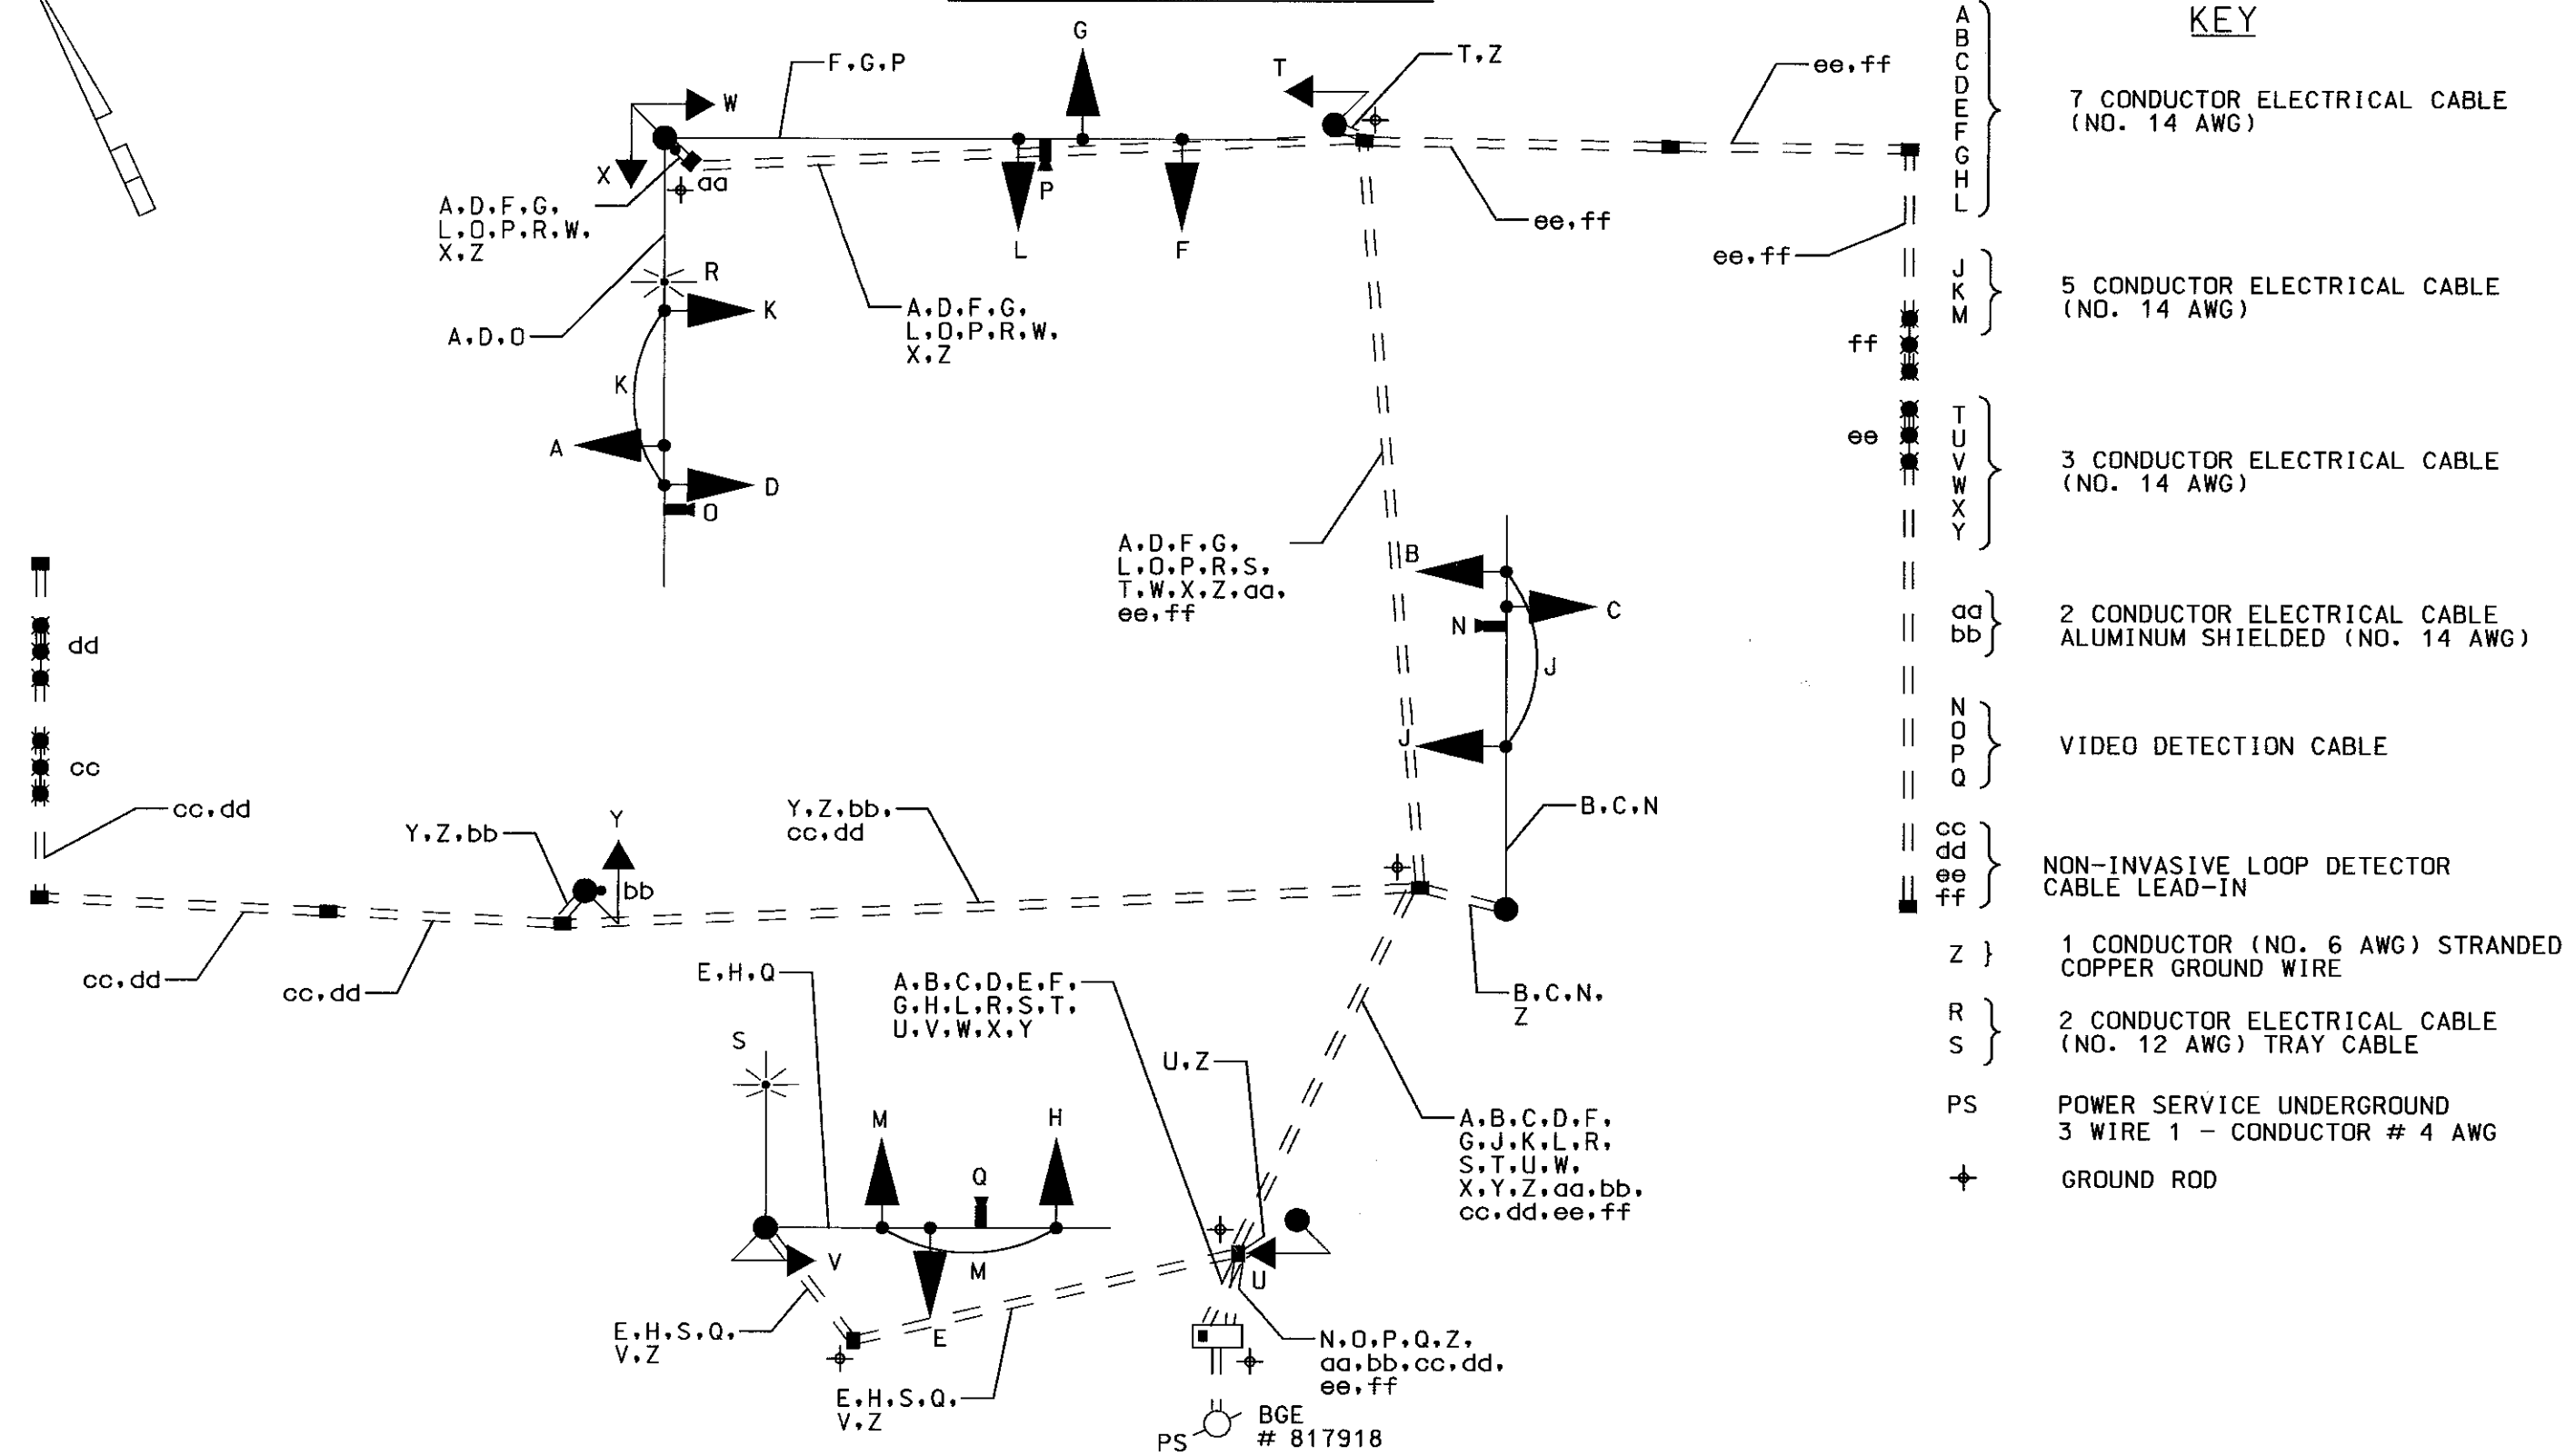 G
F,G,P
T
T,Z
ee,ff
W
X
aa
P
A,D,F,G,
L,O,P,R,W,
X,Z
L
F
ee,ff
ee,ff
R
K
A,D,F,G,
L,O,P,R,W,
X,Z
A,D,O
K
A
D
O
ff
ee
A,D,F,G,
L,O,P,R,S,
T,W,X,Z,aa,
ee,ff
B
C
N
J
J
dd
cc
cc,dd
Y,Z,bb
Y
Y,Z,bb,
cc,dd
B,C,N
bb
cc,dd
cc,dd
E,H,Q
A,B,C,D,E,F,
G,H,L,R,S,T,
U,V,W,X,Y
B,C,N,
Z
S
U,Z
M
H
Q
A,B,C,D,F,
G,J,K,L,R,
S,T,U,W,
X,Y,Z,aa,bb,
cc,dd,ee,ff
V
M
U
E,H,S,Q,
V,Z
E
N,O,P,Q,Z,
aa,bb,cc,dd,
ee,ff
E,H,S,Q,
V,Z
BGE
# 817918
PS
KEY
A
B
C
D
E
F
G
H
L
7 CONDUCTOR ELECTRICAL CABLE
(NO. 14 AWG)
J
K
M
5 CONDUCTOR ELECTRICAL CABLE
(NO. 14 AWG)
T
U
V
W
X
Y
3 CONDUCTOR ELECTRICAL CABLE
(NO. 14 AWG)
aa
bb
2 CONDUCTOR ELECTRICAL CABLE
ALUMINUM SHIELDED (NO. 14 AWG)
N
O
P
Q
VIDEO DETECTION CABLE
cc
dd
ee
ff
NON-INVASIVE LOOP DETECTOR
CABLE LEAD-IN
Z
1 CONDUCTOR (NO. 6 AWG) STRANDED
COPPER GROUND WIRE
R
S
2 CONDUCTOR ELECTRICAL CABLE
(NO. 12 AWG) TRAY CABLE
PS
POWER SERVICE UNDERGROUND
3 WIRE 1 - CONDUCTOR # 4 AWG
GROUND ROD